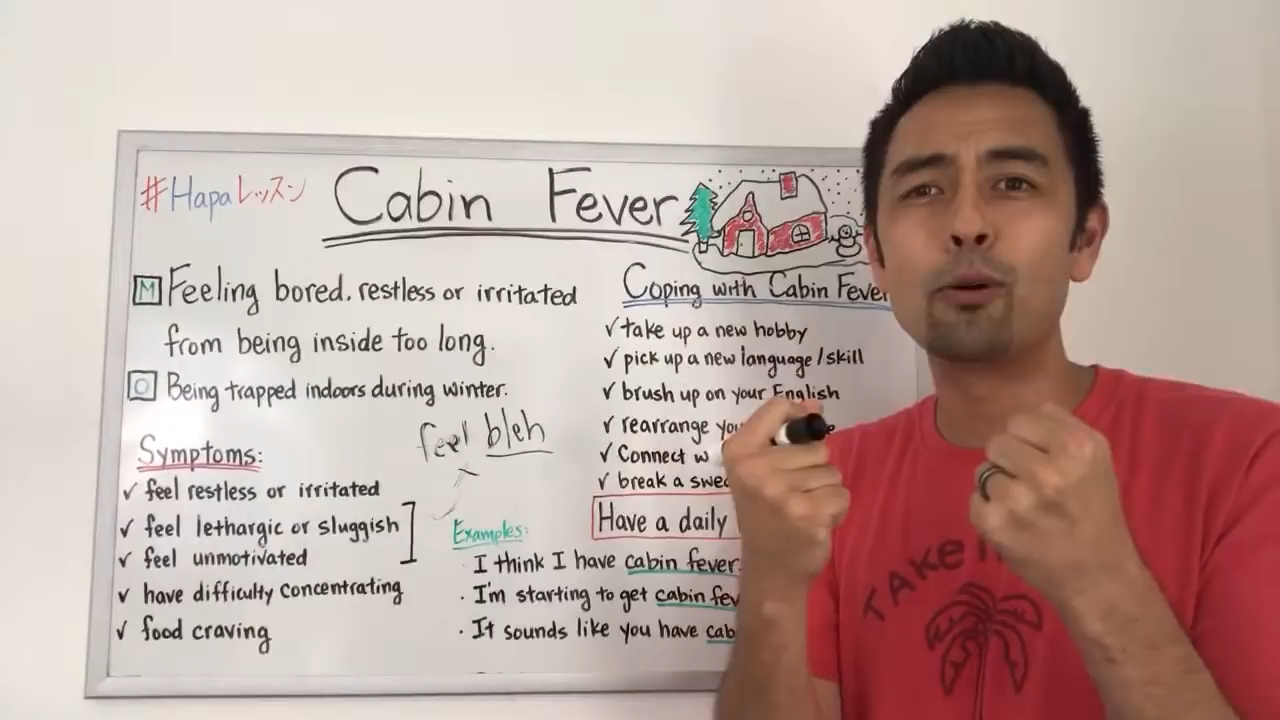 #Hapaレッスン
Cabin Fever
M Feeling bored, restless or irritated
from being inside too long.
O Being trapped indoors during winter.
Symptoms:
✓ feel restless or irritated
✓ feel lethargic or sluggish
✓ feel unmotivated
✓ have difficulty concentrating
✓ food craving
feel bleh
Examples:
· I think I have cabin fever.
· I'm starting to get cabin
· It sounds like you have
Coping with Cabin Fever
✓ take up a new hobby
✓ pick up a new language/skill
✓ brush up on your English
✓ rearrange
✓ Connect
✓ break a
Have a daily
TAKE